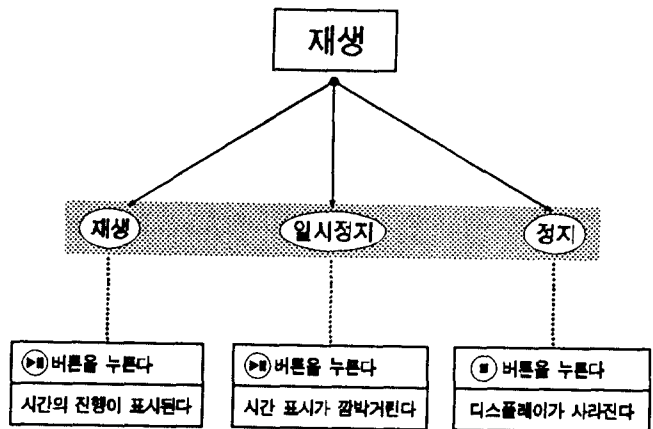 재생
재생
일시정지
정지
버튼을 누른다
시간의 진행이 표시된다
버튼을 누른다
시간 표시가 깜박거린다
버튼을 누른다
디스플레이가 사라진다